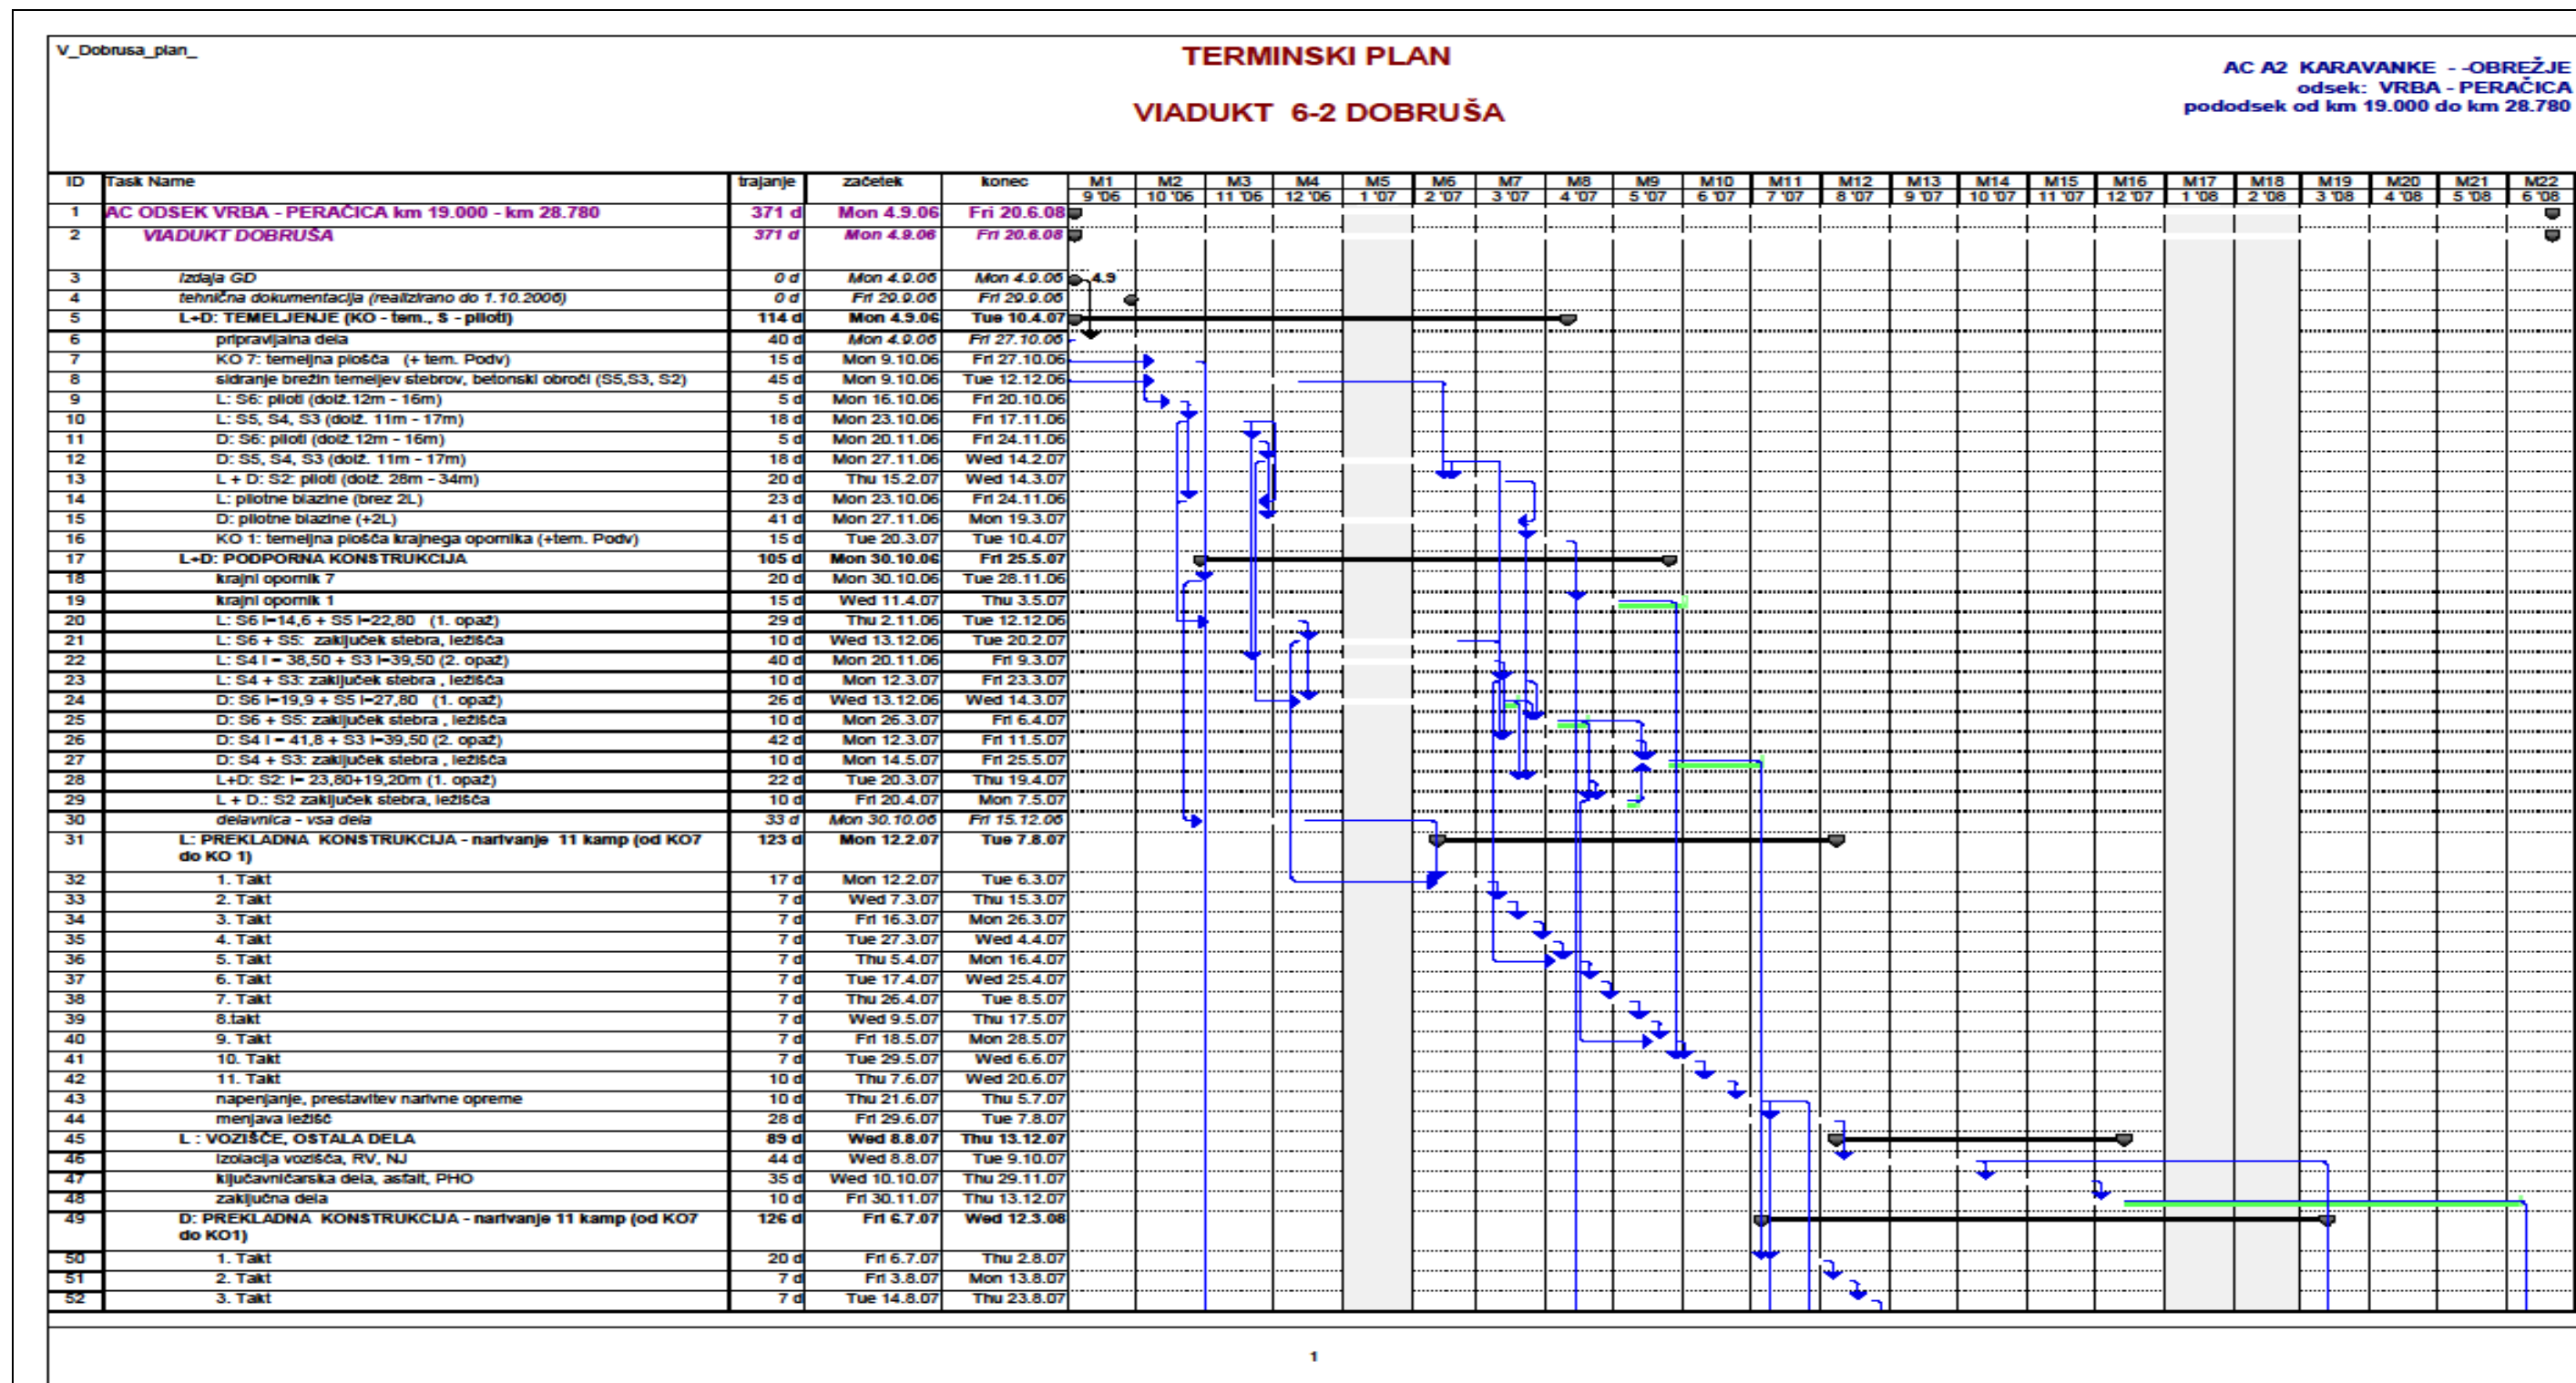 V_Dobrusa_plan_
TERMINSKI PLAN
VIADUKT 6-2 DOBRUŠA
AC A2 KARAVANKE - -OBREŽJE
odsek: VRBA - PERAČICA
pododsek od km 19.000 do km 28.780
ID Task Name trajanje začetek konec M1 M2 M3 M4 M5 M6 M7 M8 M9 M10 M11 M12 M13 M14 M15 M16 M17 M18 M19 M20 M21 M22
9 '06 10 '06 11 '06 12 '06 1 '07 2 '07 3 '07 4 '07 5 '07 6 '07 7 '07 8 '07 9 '07 10 '07 11 '07 12 '07 1 '08 2 '08 3 '08 4 '08 5 '08 6 '08
1 AC ODSEK VRBA - PERAČICA km 19.000 - km 28.780 371 d Mon 4.9.06 Fri 20.6.08
2 VIADUKT DOBRUŠA 371 d Mon 4.9.06 Fri 20.6.08
3 izdaja GD 0 d Mon 4.9.06 Mon 4.9.06 4.9
4 tehnična dokumentacija (realizirano do 1.10.2006) 0 d Fri 29.9.06 Fri 29.9.06
5 L+D: TEMELJENJE (KO - tem., S - piloti) 114 d Mon 4.9.06 Tue 10.4.07
6 pripravljalna dela 40 d Mon 4.9.06 Fri 27.10.06
7 KO 7: temeljna plošča (+ tem. Podv) 15 d Mon 9.10.06 Fri 27.10.06
8 sidranje brežin temeljev stebrov, betonski obroči (S5,S3, S2) 45 d Mon 9.10.06 Tue 12.12.06
9 L: S6: piloti (dolž.12m - 16m) 5 d Mon 16.10.06 Fri 20.10.06
10 L: S5, S4, S3 (dolž. 11m - 17m) 18 d Mon 23.10.06 Fri 17.11.06
11 D: S6: piloti (dolž.12m - 16m) 5 d Mon 20.11.06 Fri 24.11.06
12 D: S5, S4, S3 (dolž. 11m - 17m) 18 d Mon 27.11.06 Wed 14.2.07
13 L + D: S2: piloti (dolž. 28m - 34m) 20 d Thu 15.2.07 Wed 14.3.07
14 L: pilotne blazine (brez 2L) 23 d Mon 23.10.06 Fri 24.11.06
15 D: pilotne blazine (+2L) 41 d Mon 27.11.06 Mon 19.3.07
16 KO 1: temeljna plošča krajnega opornika (+tem. Podv) 15 d Tue 20.3.07 Tue 10.4.07
17 L+D: PODPORNA KONSTRUKCIJA 105 d Mon 30.10.06 Fri 25.5.07
18 krajni opornik 7 20 d Mon 30.10.06 Tue 28.11.06
19 krajni opornik 1 15 d Wed 11.4.07 Thu 3.5.07
20 L: S6 l=14,6 + S5 l=22,80 (1. opaž) 29 d Thu 2.11.06 Tue 12.12.06
21 L: S6 + S5: zaključek stebra, ležišča 10 d Wed 13.12.06 Tue 20.2.07
22 L: S4 l = 38,50 + S3 l=39,50 (2. opaž) 40 d Mon 20.11.06 Fri 9.3.07
23 L: S4 + S3: zaključek stebra , ležišča 10 d Mon 12.3.07 Fri 23.3.07
24 D: S6 l=19,9 + S5 l=27,80 (1. opaž) 26 d Wed 13.12.06 Wed 14.3.07
25 D: S6 + S5: zaključek stebra , ležišča 10 d Mon 26.3.07 Fri 6.4.07
26 D: S4 l = 41,8 + S3 l=39,50 (2. opaž) 42 d Mon 12.3.07 Fri 11.5.07
27 D: S4 + S3: zaključek stebra , ležišča 10 d Mon 14.5.07 Fri 25.5.07
28 L+D: S2: l= 23,80+19,20m (1. opaž) 22 d Tue 20.3.07 Thu 19.4.07
29 L + D.: S2 zaključek stebra, ležišča 10 d Fri 20.4.07 Mon 7.5.07
30 delavnica - vsa dela 33 d Mon 30.10.06 Fri 15.12.06
31 L: PREKLADNA KONSTRUKCIJA - narivanje 11 kamp (od KO7 123 d Mon 12.2.07 Tue 7.8.07
do KO 1)
32 1. Takt 17 d Mon 12.2.07 Tue 6.3.07
33 2. Takt 7 d Wed 7.3.07 Thu 15.3.07
34 3. Takt 7 d Fri 16.3.07 Mon 26.3.07
35 4. Takt 7 d Tue 27.3.07 Wed 4.4.07
36 5. Takt 7 d Thu 5.4.07 Mon 16.4.07
37 6. Takt 7 d Tue 17.4.07 Wed 25.4.07
38 7. Takt 7 d Thu 26.4.07 Tue 8.5.07
39 8.takt 7 d Wed 9.5.07 Thu 17.5.07
40 9. Takt 7 d Fri 18.5.07 Mon 28.5.07
41 10. Takt 7 d Tue 29.5.07 Wed 6.6.07
42 11. Takt 10 d Thu 7.6.07 Wed 20.6.07
43 napenjanje, prestavitev narivne opreme 10 d Thu 21.6.07 Thu 5.7.07
44 menjava ležišč 28 d Fri 29.6.07 Tue 7.8.07
45 L : VOZIŠČE, OSTALA DELA 89 d Wed 8.8.07 Thu 13.12.07
46 Izolacija vozišča, RV, NJ 44 d Wed 8.8.07 Tue 9.10.07
47 ključavničarska dela, asfalt, PHO 35 d Wed 10.10.07 Thu 29.11.07
48 zaključna dela 10 d Fri 30.11.07 Thu 13.12.07
49 D: PREKLADNA KONSTRUKCIJA - narivanje 11 kamp (od KO7 126 d Fri 6.7.07 Wed 12.3.08
do KO1)
50 1. Takt 20 d Fri 6.7.07 Thu 2.8.07
51 2. Takt 7 d Fri 3.8.07 Mon 13.8.07
52 3. Takt 7 d Tue 14.8.07 Thu 23.8.07
1